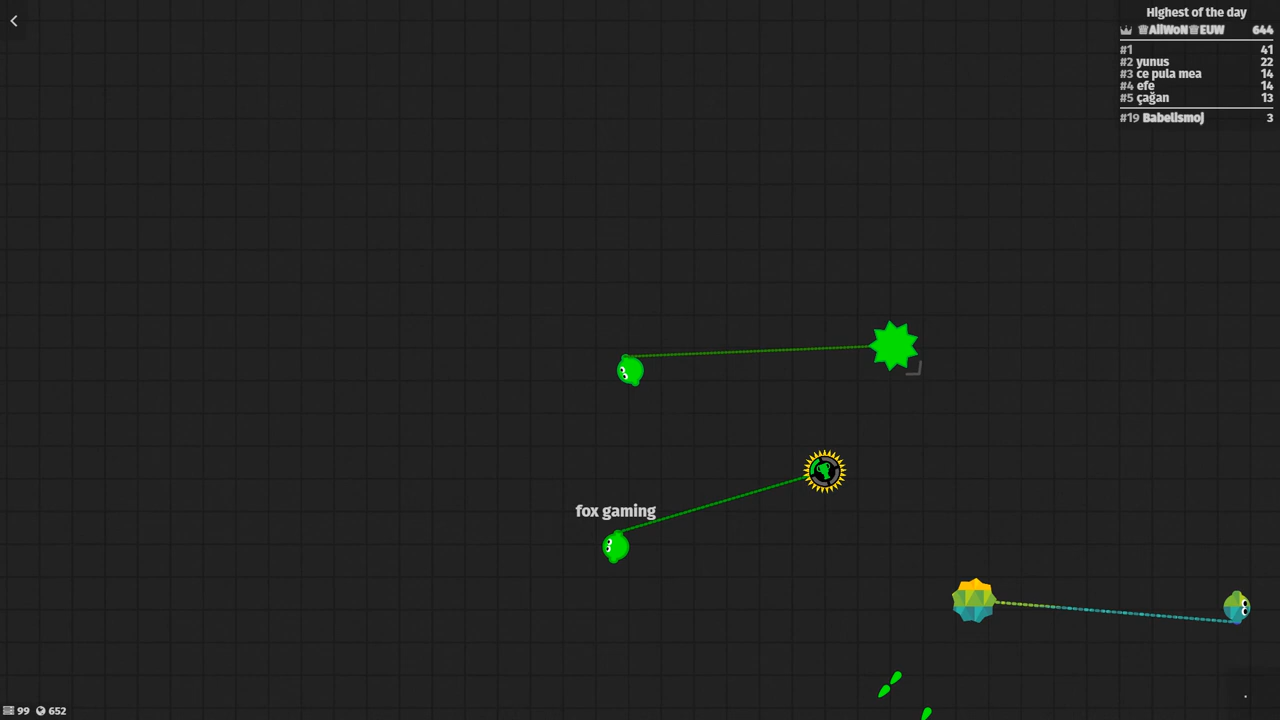 Highest of the day
♕AllWoN♕EUW 644
#1 41
#2 yunus 22
#3 ce pula mea 14
#4 efe 14
#5 çağan 13
#19 Babelismoj 3
fox gaming
99 652